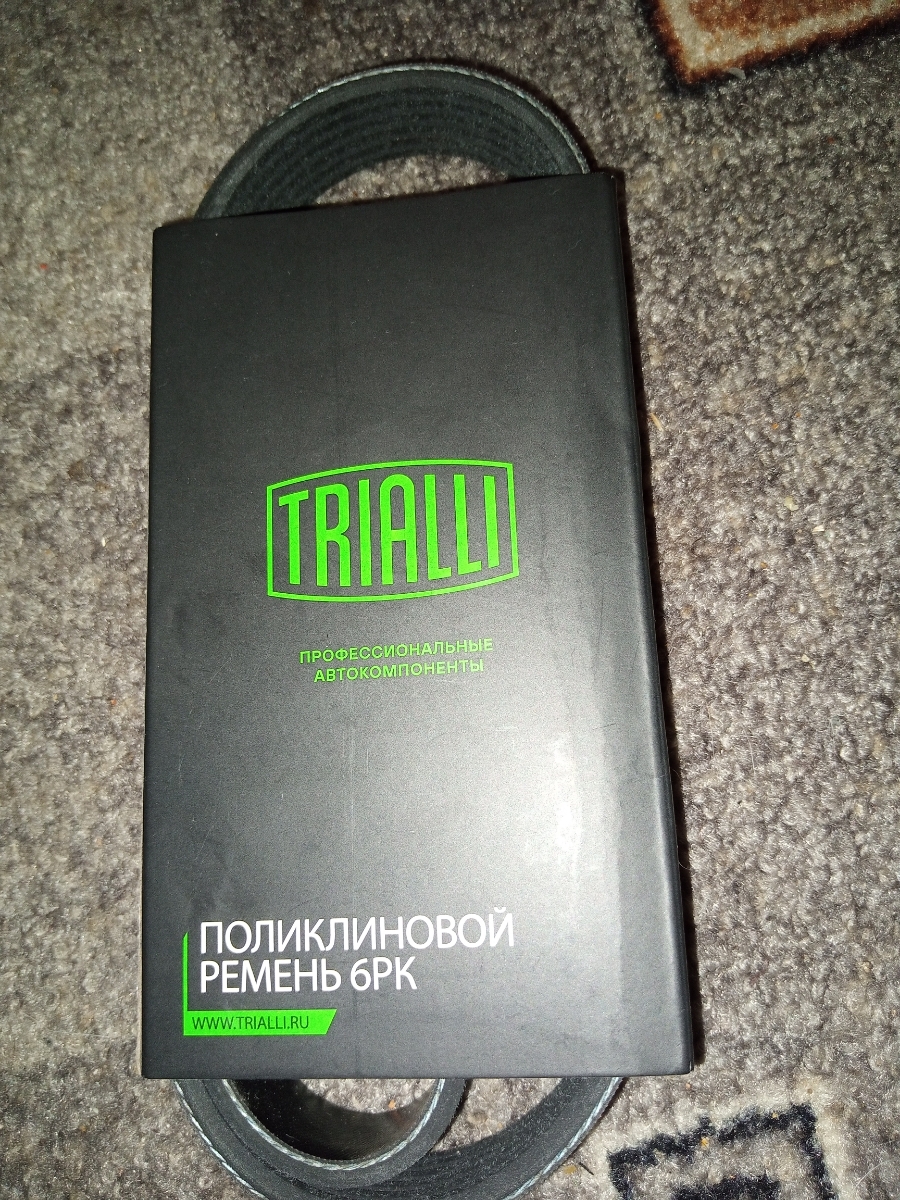 TRIALLI
ПРОФЕССИОНАЛЬНЫЕ
АВТОКОМПОНЕНТЫ
ПОЛИКЛИНОВОЙ
РЕМЕНЬ 6PK
WWW.TRIALLI.RU